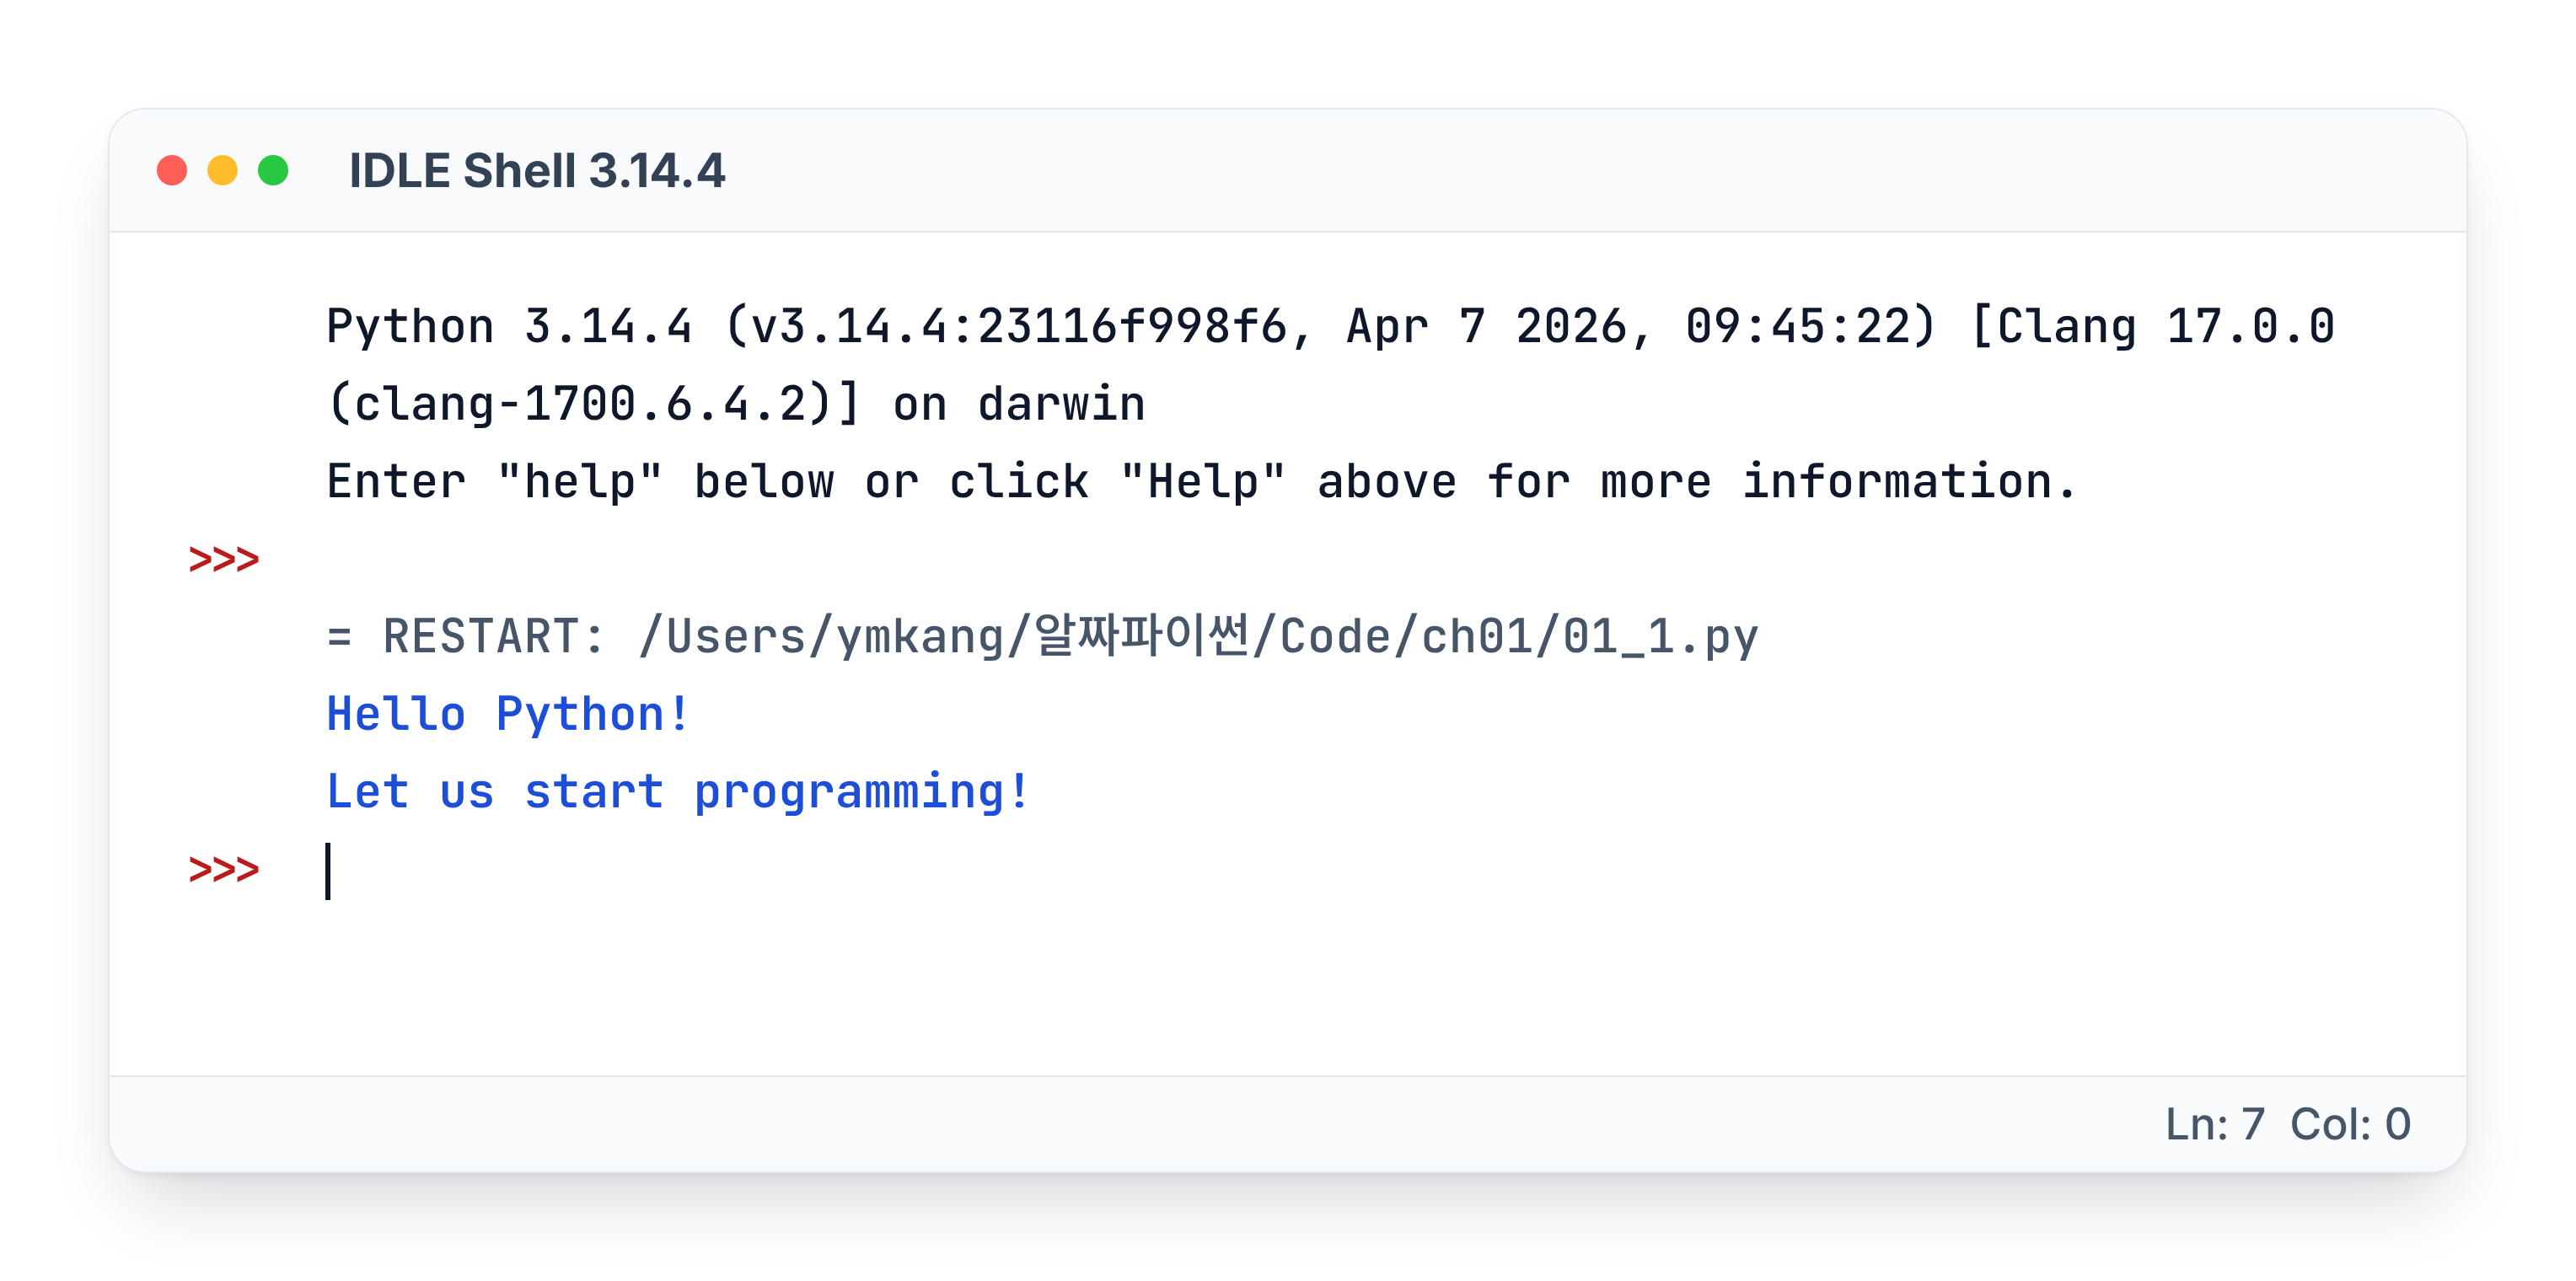 IDLE Shell 3.14.4
Python 3.14.4 (v3.14.4:23116f998f6, Apr 7 2026, 09:45:22) [Clang 17.0.0
(clang-1700.6.4.2)] on darwin
Enter "help" below or click "Help" above for more information.
>>>
= RESTART: /Users/ymkang/알짜파이썬/Code/ch01/01_1.py
Hello Python!
Let us start programming!
>>>
Ln: 7 Col: 0